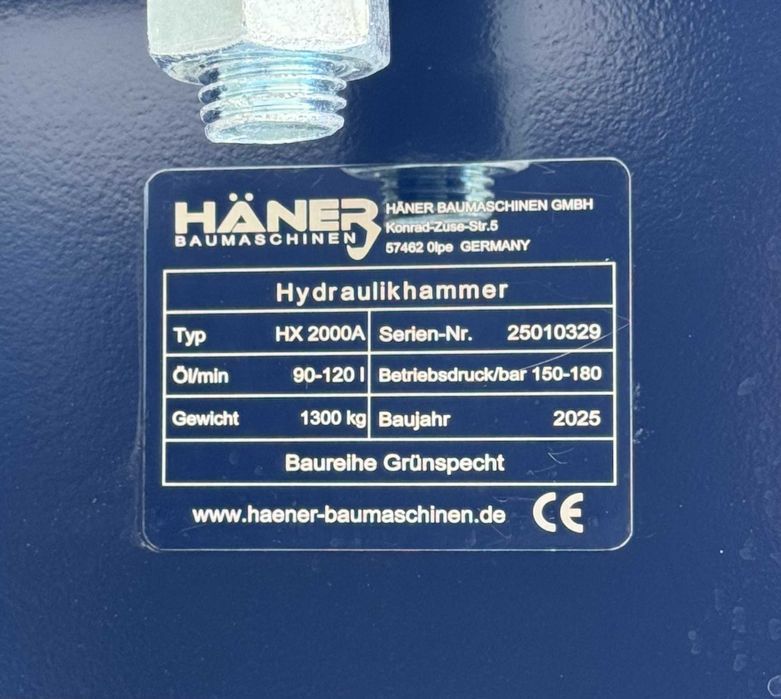 HÄNER
BAUMASCHINEN
HÄNER BAUMASCHINEN GMBH
Konrad-Zuse-Str.5
57462 Olpe GERMANY
Hydraulikhammer
Typ HX 2000A Serien-Nr. 25010329
Öl/min 90-120 l Betriebsdruck/bar 150-180
Gewicht 1300 kg Baujahr 2025
Baureihe Grünspecht
www.haener-baumaschinen.de CE